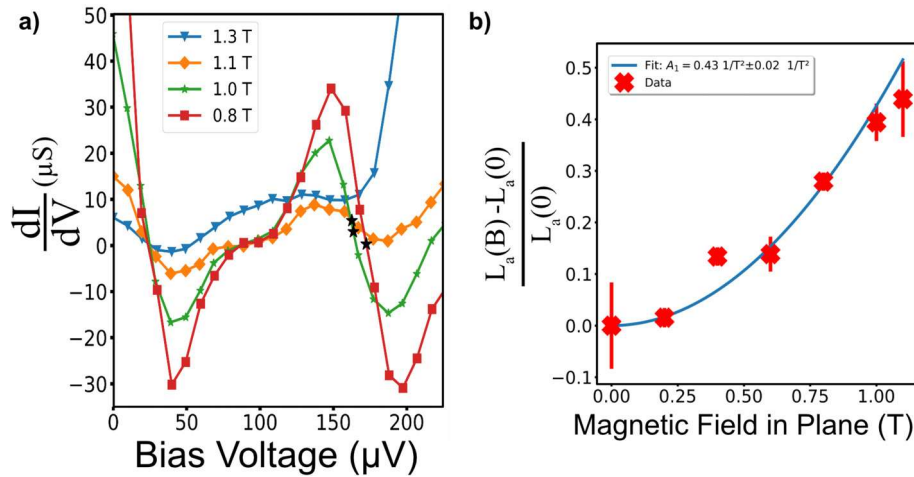 a)
50
40
30
20
10
0
−10
−20
−30
dI
dV (μS)
1.3 T
1.1 T
1.0 T
0.8 T
0 50 100 150 200
Bias Voltage (μV)
b)
Fit: A₁ = 0.43 1/T²±0.02 1/T²
Data
0.5
0.4
0.3
0.2
0.1
0.0
−0.1
Lₐ(B) -Lₐ(0)
Lₐ(0)
0.00 0.25 0.50 0.75 1.00
Magnetic Field in Plane (T)